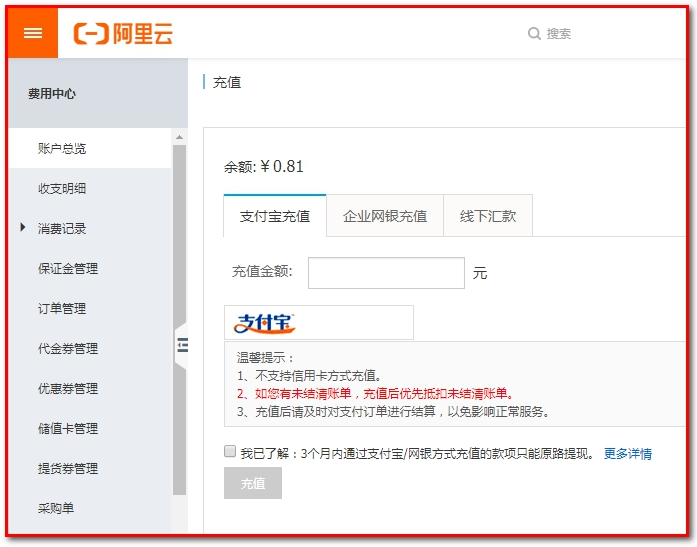 阿里云
搜索
费用中心
账户总览
收支明细
消费记录
保证金管理
订单管理
代金券管理
优惠券管理
储值卡管理
提货券管理
采购单
充值
余额:￥0.81
支付宝充值 企业网银充值 线下汇款
充值金额: 元
支付宝
温馨提示：
1、不支持信用卡方式充值。
2、如您有未结清账单，充值后优先抵扣未结清账单。
3、充值后请及时对支付订单进行结算，以免影响正常服务。
我已了解：3个月内通过支付宝/网银方式充值的款项只能原路提现。 更多详情
充值